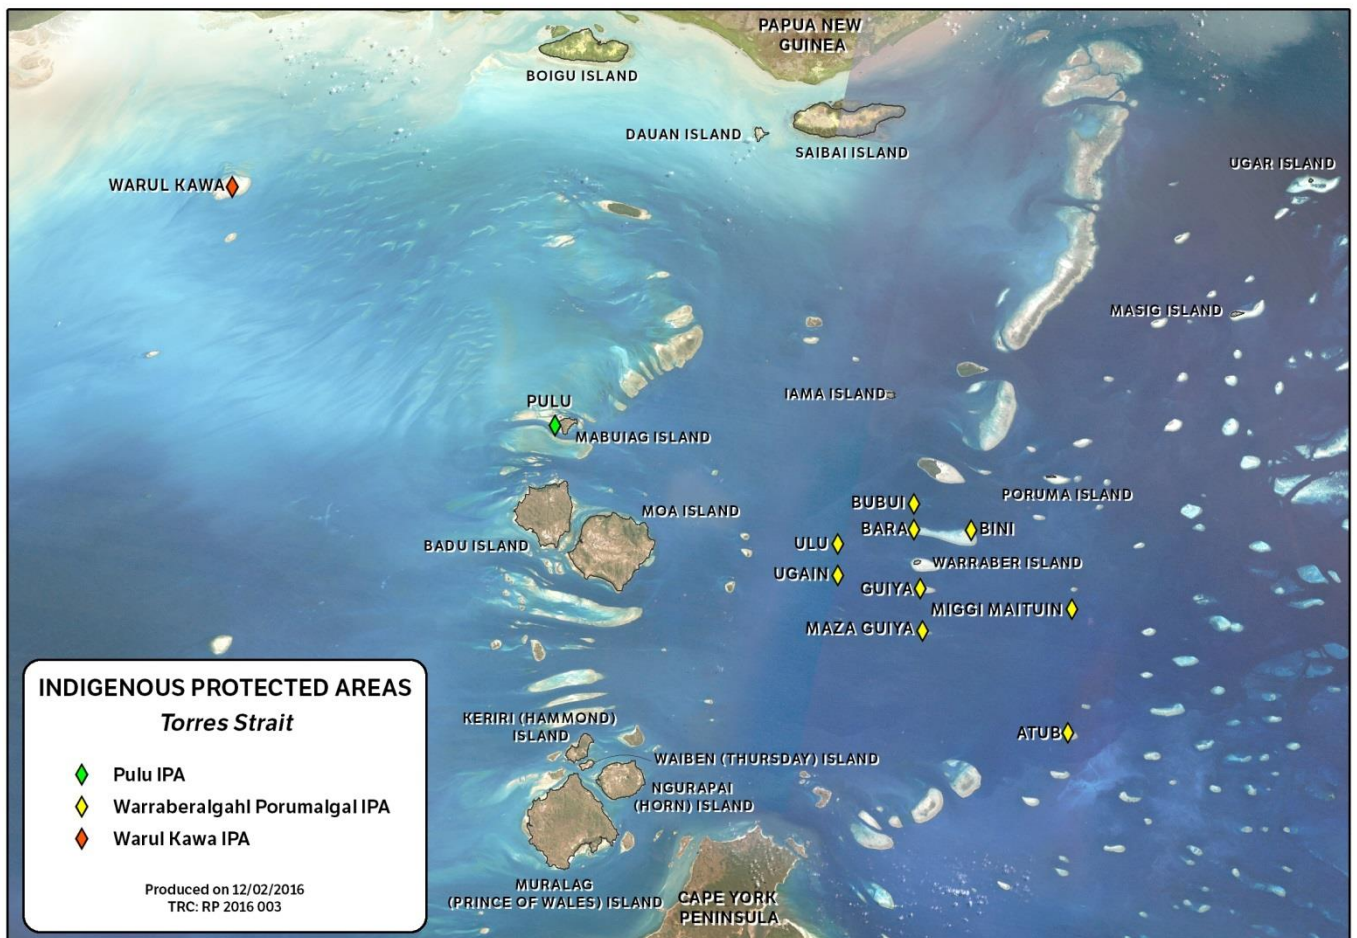 PAPUA NEW
GUINEA
BOIGU ISLAND
DAUAN ISLAND
SAIBAI ISLAND
UGAR ISLAND
WARUL KAWA
MASIG ISLAND
IAMA ISLAND
PULU
MABUIAG ISLAND
PORUMA ISLAND
BUBUI
MOA ISLAND
BARA
BINI
BADU ISLAND
ULU
WARRABER ISLAND
UGAIN
GUIYA
MIGGI MAITUIN
MAZA GUIYA
INDIGENOUS PROTECTED AREAS
Torres Strait
Pulu IPA
Warraberalgahl Porumalgal IPA
Warul Kawa IPA
Produced on 12/02/2016
TRC: RP 2016 003
KERIRI (HAMMOND)
ISLAND
ATUB
WAIBEN (THURSDAY) ISLAND
NGURAPAI
(HORN) ISLAND
MURALAG
(PRINCE OF WALES) ISLAND
CAPE YORK
PENINSULA